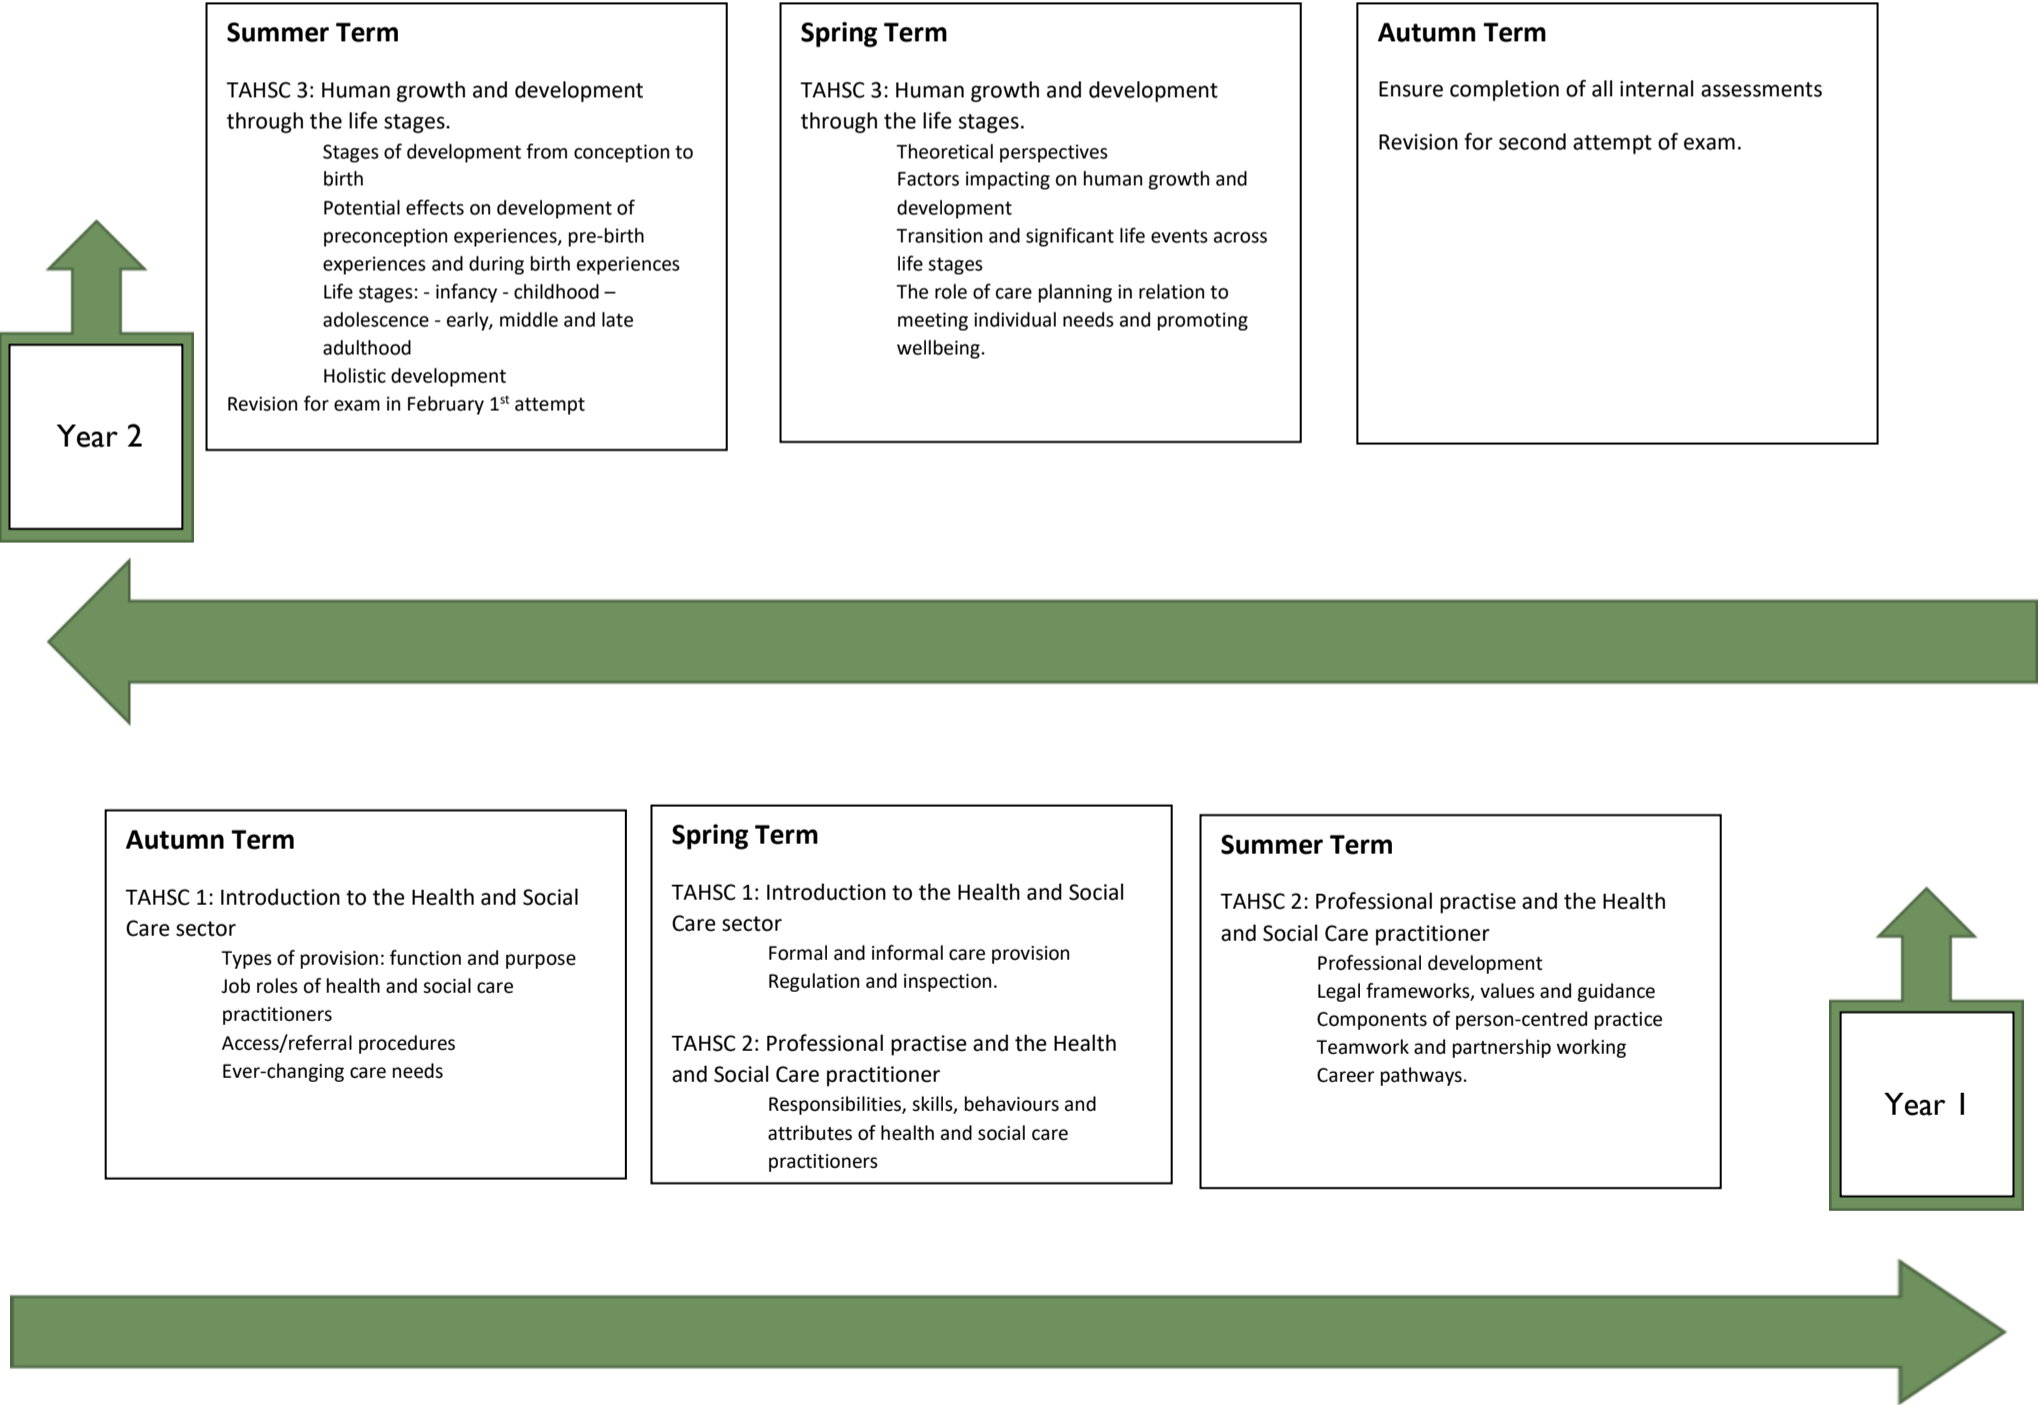 Summer Term
TAHSC 3: Human growth and development
through the life stages.
Stages of development from conception to
birth
Potential effects on development of
preconception experiences, pre-birth
experiences and during birth experiences
Life stages: - infancy - childhood –
adolescence - early, middle and late
adulthood
Holistic development
Revision for exam in February 1st attempt
Spring Term
TAHSC 3: Human growth and development
through the life stages.
Theoretical perspectives
Factors impacting on human growth and
development
Transition and significant life events across
life stages
The role of care planning in relation to
meeting individual needs and promoting
wellbeing.
Autumn Term
Ensure completion of all internal assessments
Revision for second attempt of exam.
Year 2
Autumn Term
TAHSC 1: Introduction to the Health and Social
Care sector
Types of provision: function and purpose
Job roles of health and social care
practitioners
Access/referral procedures
Ever-changing care needs
Spring Term
TAHSC 1: Introduction to the Health and Social
Care sector
Formal and informal care provision
Regulation and inspection.
TAHSC 2: Professional practise and the Health
and Social Care practitioner
Responsibilities, skills, behaviours and
attributes of health and social care
practitioners
Summer Term
TAHSC 2: Professional practise and the Health
and Social Care practitioner
Professional development
Legal frameworks, values and guidance
Components of person-centred practice
Teamwork and partnership working
Career pathways.
Year 1